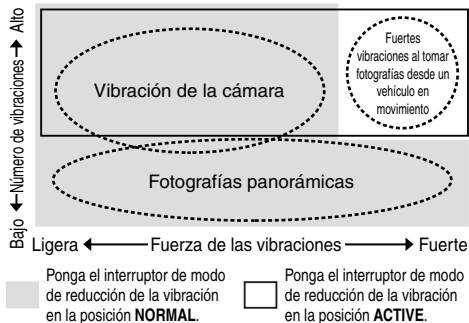 Alto
Número de vibraciones
Bajo
Vibración de la cámara
Fuertes
vibraciones al tomar
fotografías desde un
vehículo en
movimiento
Fotografías panorámicas
Ligera
Fuerza de las vibraciones
Fuerte
Ponga el interruptor de modo
de reducción de la vibración
en la posición NORMAL.
Ponga el interruptor de modo
de reducción de la vibración
en la posición ACTIVE.